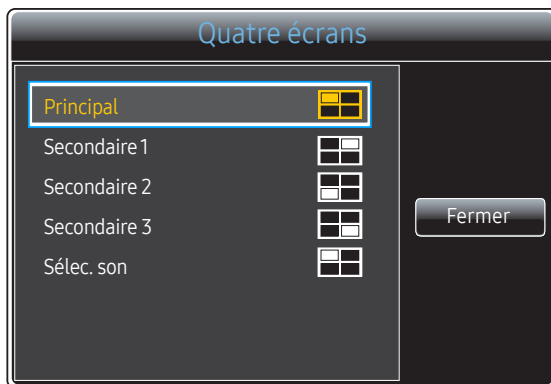 Quatre écrans
Principal
Secondaire 1
Secondaire 2
Secondaire 3
Sélec. son
Fermer